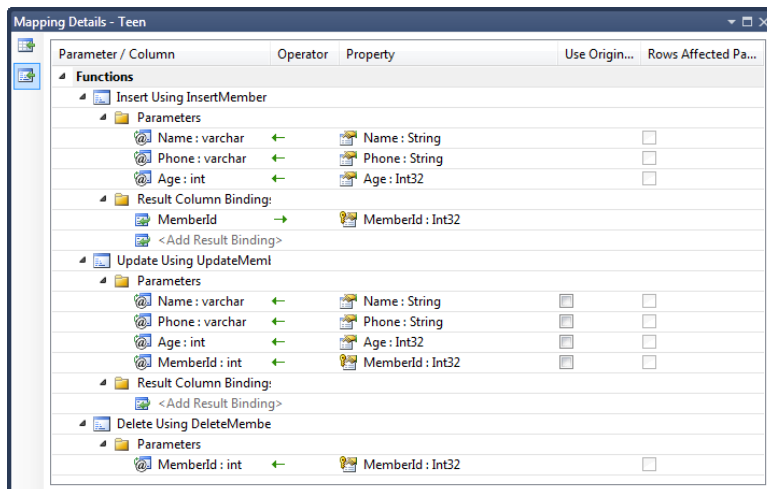 Mapping Details - Teen
Parameter / Column Operator Property Use Origin... Rows Affected Pa...
Functions
Insert Using InsertMember
Parameters
@ Name : varchar ← Name : String
@ Phone : varchar ← Phone : String
@ Age : int ← Age : Int32
Result Column Bindings
MemberId → MemberId : Int32
<Add Result Binding>
Update Using UpdateMemb
Parameters
@ Name : varchar ← Name : String
@ Phone : varchar ← Phone : String
@ Age : int ← Age : Int32
@ MemberId : int ← MemberId : Int32
Result Column Bindings
<Add Result Binding>
Delete Using DeleteMembe
Parameters
@ MemberId : int ← MemberId : Int32